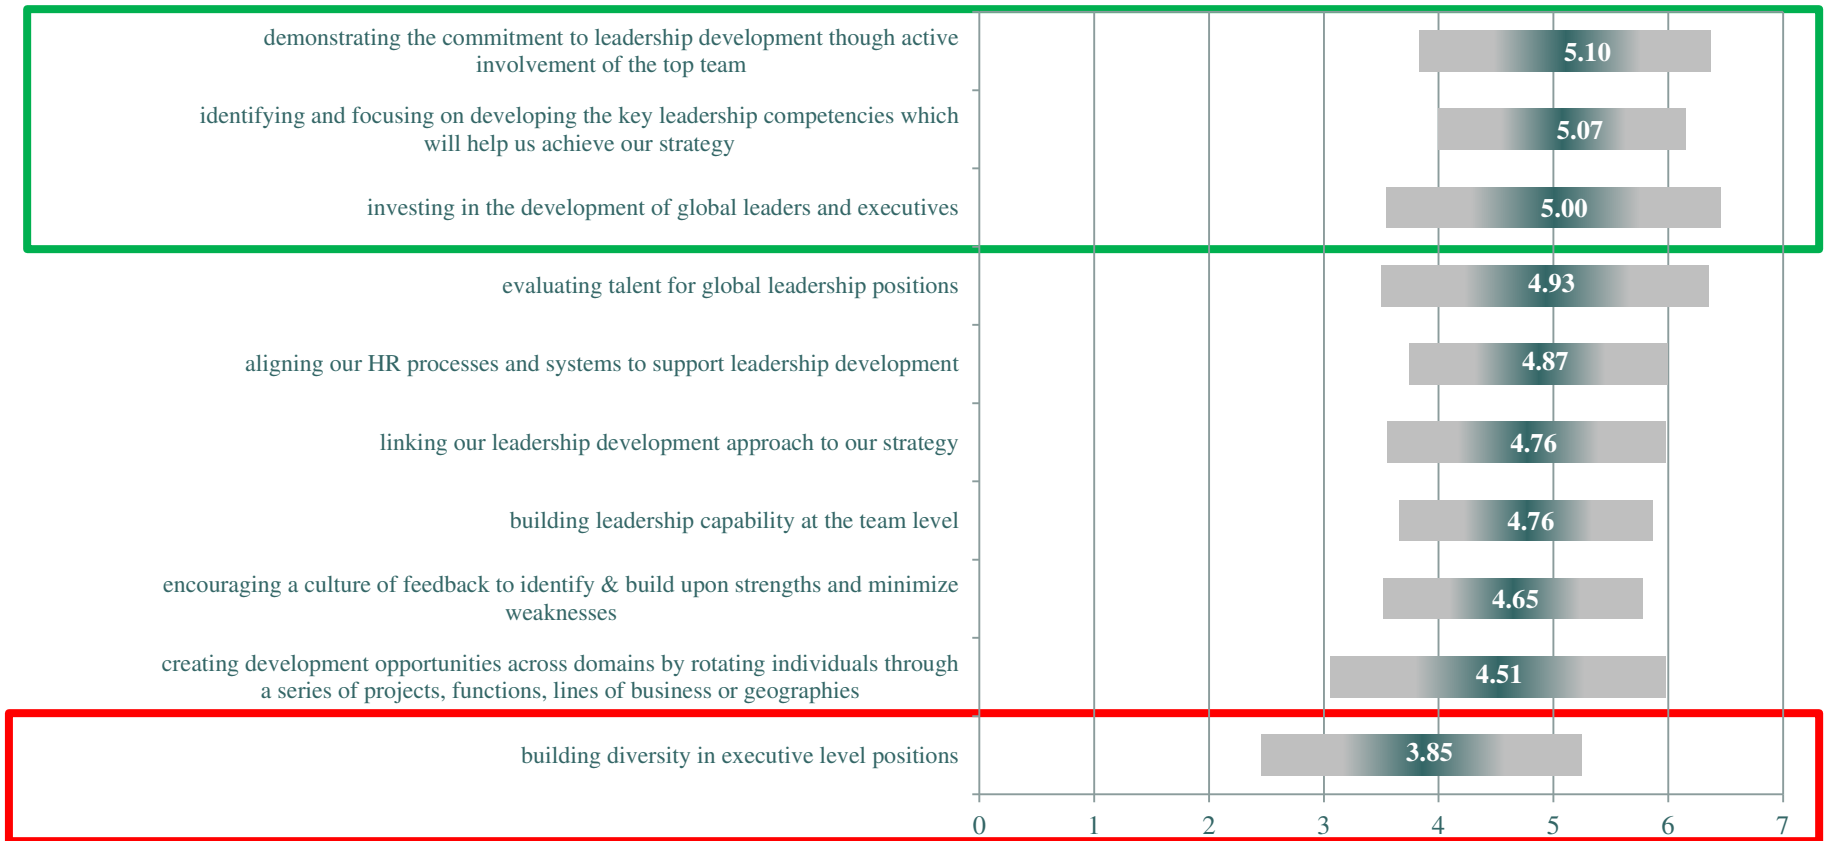 demonstrating the commitment to leadership development though active
involvement of the top team
5.10
identifying and focusing on developing the key leadership competencies which
will help us achieve our strategy
5.07
investing in the development of global leaders and executives
5.00
evaluating talent for global leadership positions
4.93
aligning our HR processes and systems to support leadership development
4.87
linking our leadership development approach to our strategy
4.76
building leadership capability at the team level
4.76
encouraging a culture of feedback to identify & build upon strengths and minimize
weaknesses
4.65
creating development opportunities across domains by rotating individuals through
a series of projects, functions, lines of business or geographies
4.51
building diversity in executive level positions
3.85
0 1 2 3 4 5 6 7